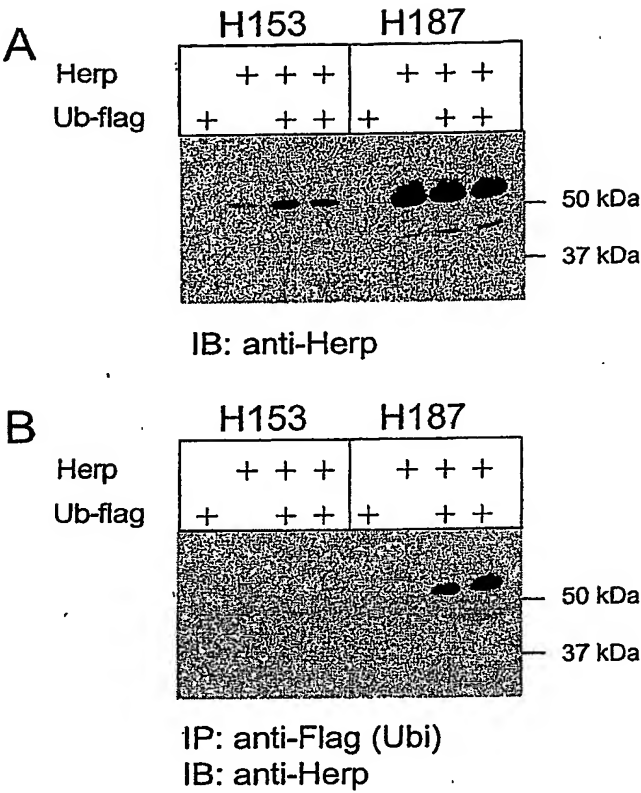 A
H153 H187
Herp + + + + + +
Ub-flag + + + + + +
50 kDa
37 kDa
IB: anti-Herp
B
H153 H187
Herp + + + + + +
Ub-flag + + + + + +
50 kDa
37 kDa
IP: anti-Flag (Ubi)
IB: anti-Herp